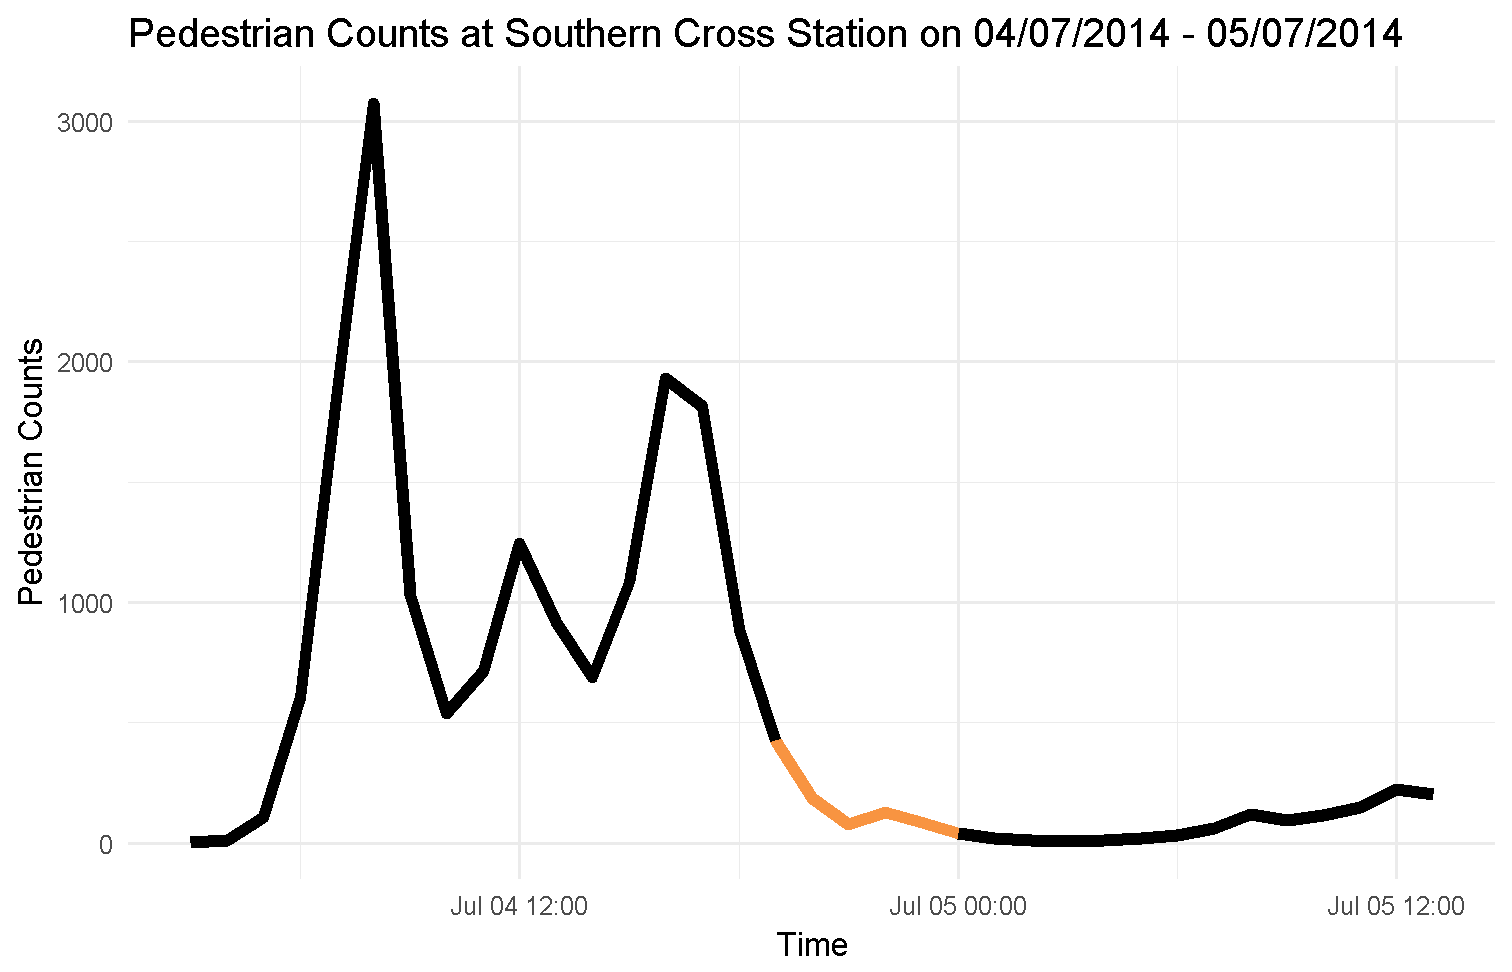 Pedestrian Counts at Southern Cross Station on 04/07/2014 - 05/07/2014
Pedestrian Counts
3000
2000
1000
0
Jul 04 12:00
Jul 05 00:00
Jul 05 12:00
Time